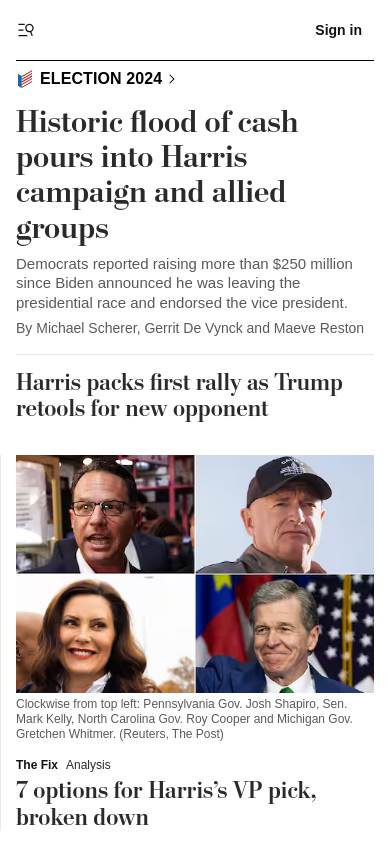 Sign in
ELECTION 2024
Historic flood of cash
pours into Harris
campaign and allied
groups
Democrats reported raising more than $250 million
since Biden announced he was leaving the
presidential race and endorsed the vice president.
By Michael Scherer, Gerrit De Vynck and Maeve Reston
Harris packs first rally as Trump
retools for new opponent
Clockwise from top left: Pennsylvania Gov. Josh Shapiro, Sen.
Mark Kelly, North Carolina Gov. Roy Cooper and Michigan Gov.
Gretchen Whitmer. (Reuters, The Post)
The Fix Analysis
7 options for Harris’s VP pick,
broken down